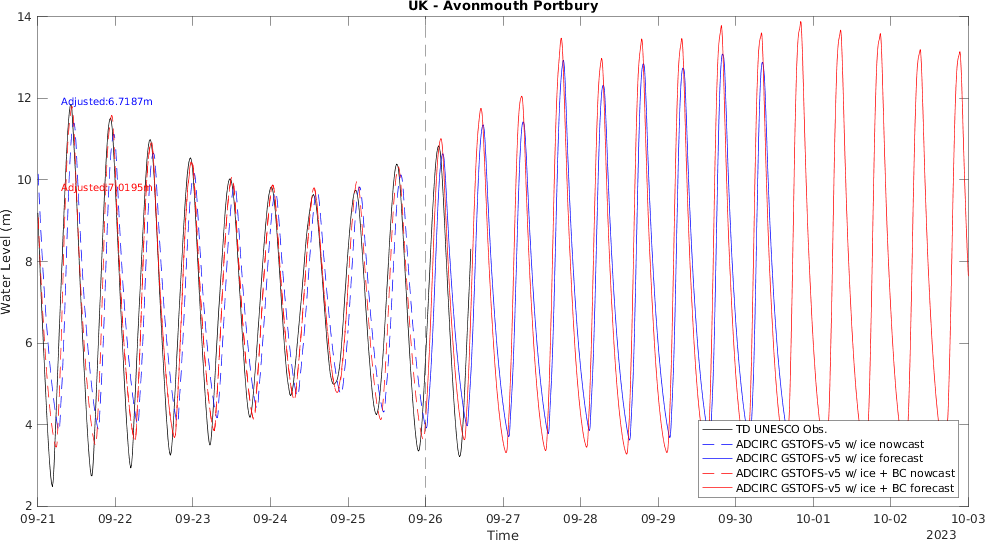 UK - Avonmouth Portbury
14
12
10
8
6
4
2
Water Level (m)
Adjusted:6.7187m
Adjusted:7.0195m
TD UNESCO Obs.
ADCIRC GSTOFS-v5 w/ ice nowcast
ADCIRC GSTOFS-v5 w/ ice forecast
ADCIRC GSTOFS-v5 w/ ice + BC nowcast
ADCIRC GSTOFS-v5 w/ ice + BC forecast
09-21 09-22 09-23 09-24 09-25 09-26 09-27 09-28 09-29 09-30 10-01 10-02 10-03
Time
2023